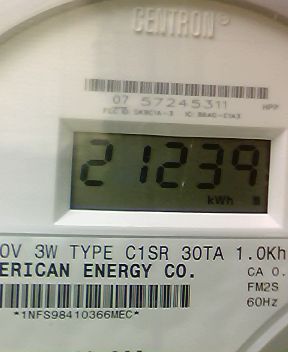 CENTRON®
07 57245311
HPP
21239
kWh
0V 3W TYPE C1SR 30TA 1.0Kh
ERICAN ENERGY CO.
CA 0.
FM2S
60Hz
*1NFS98410366MEC*